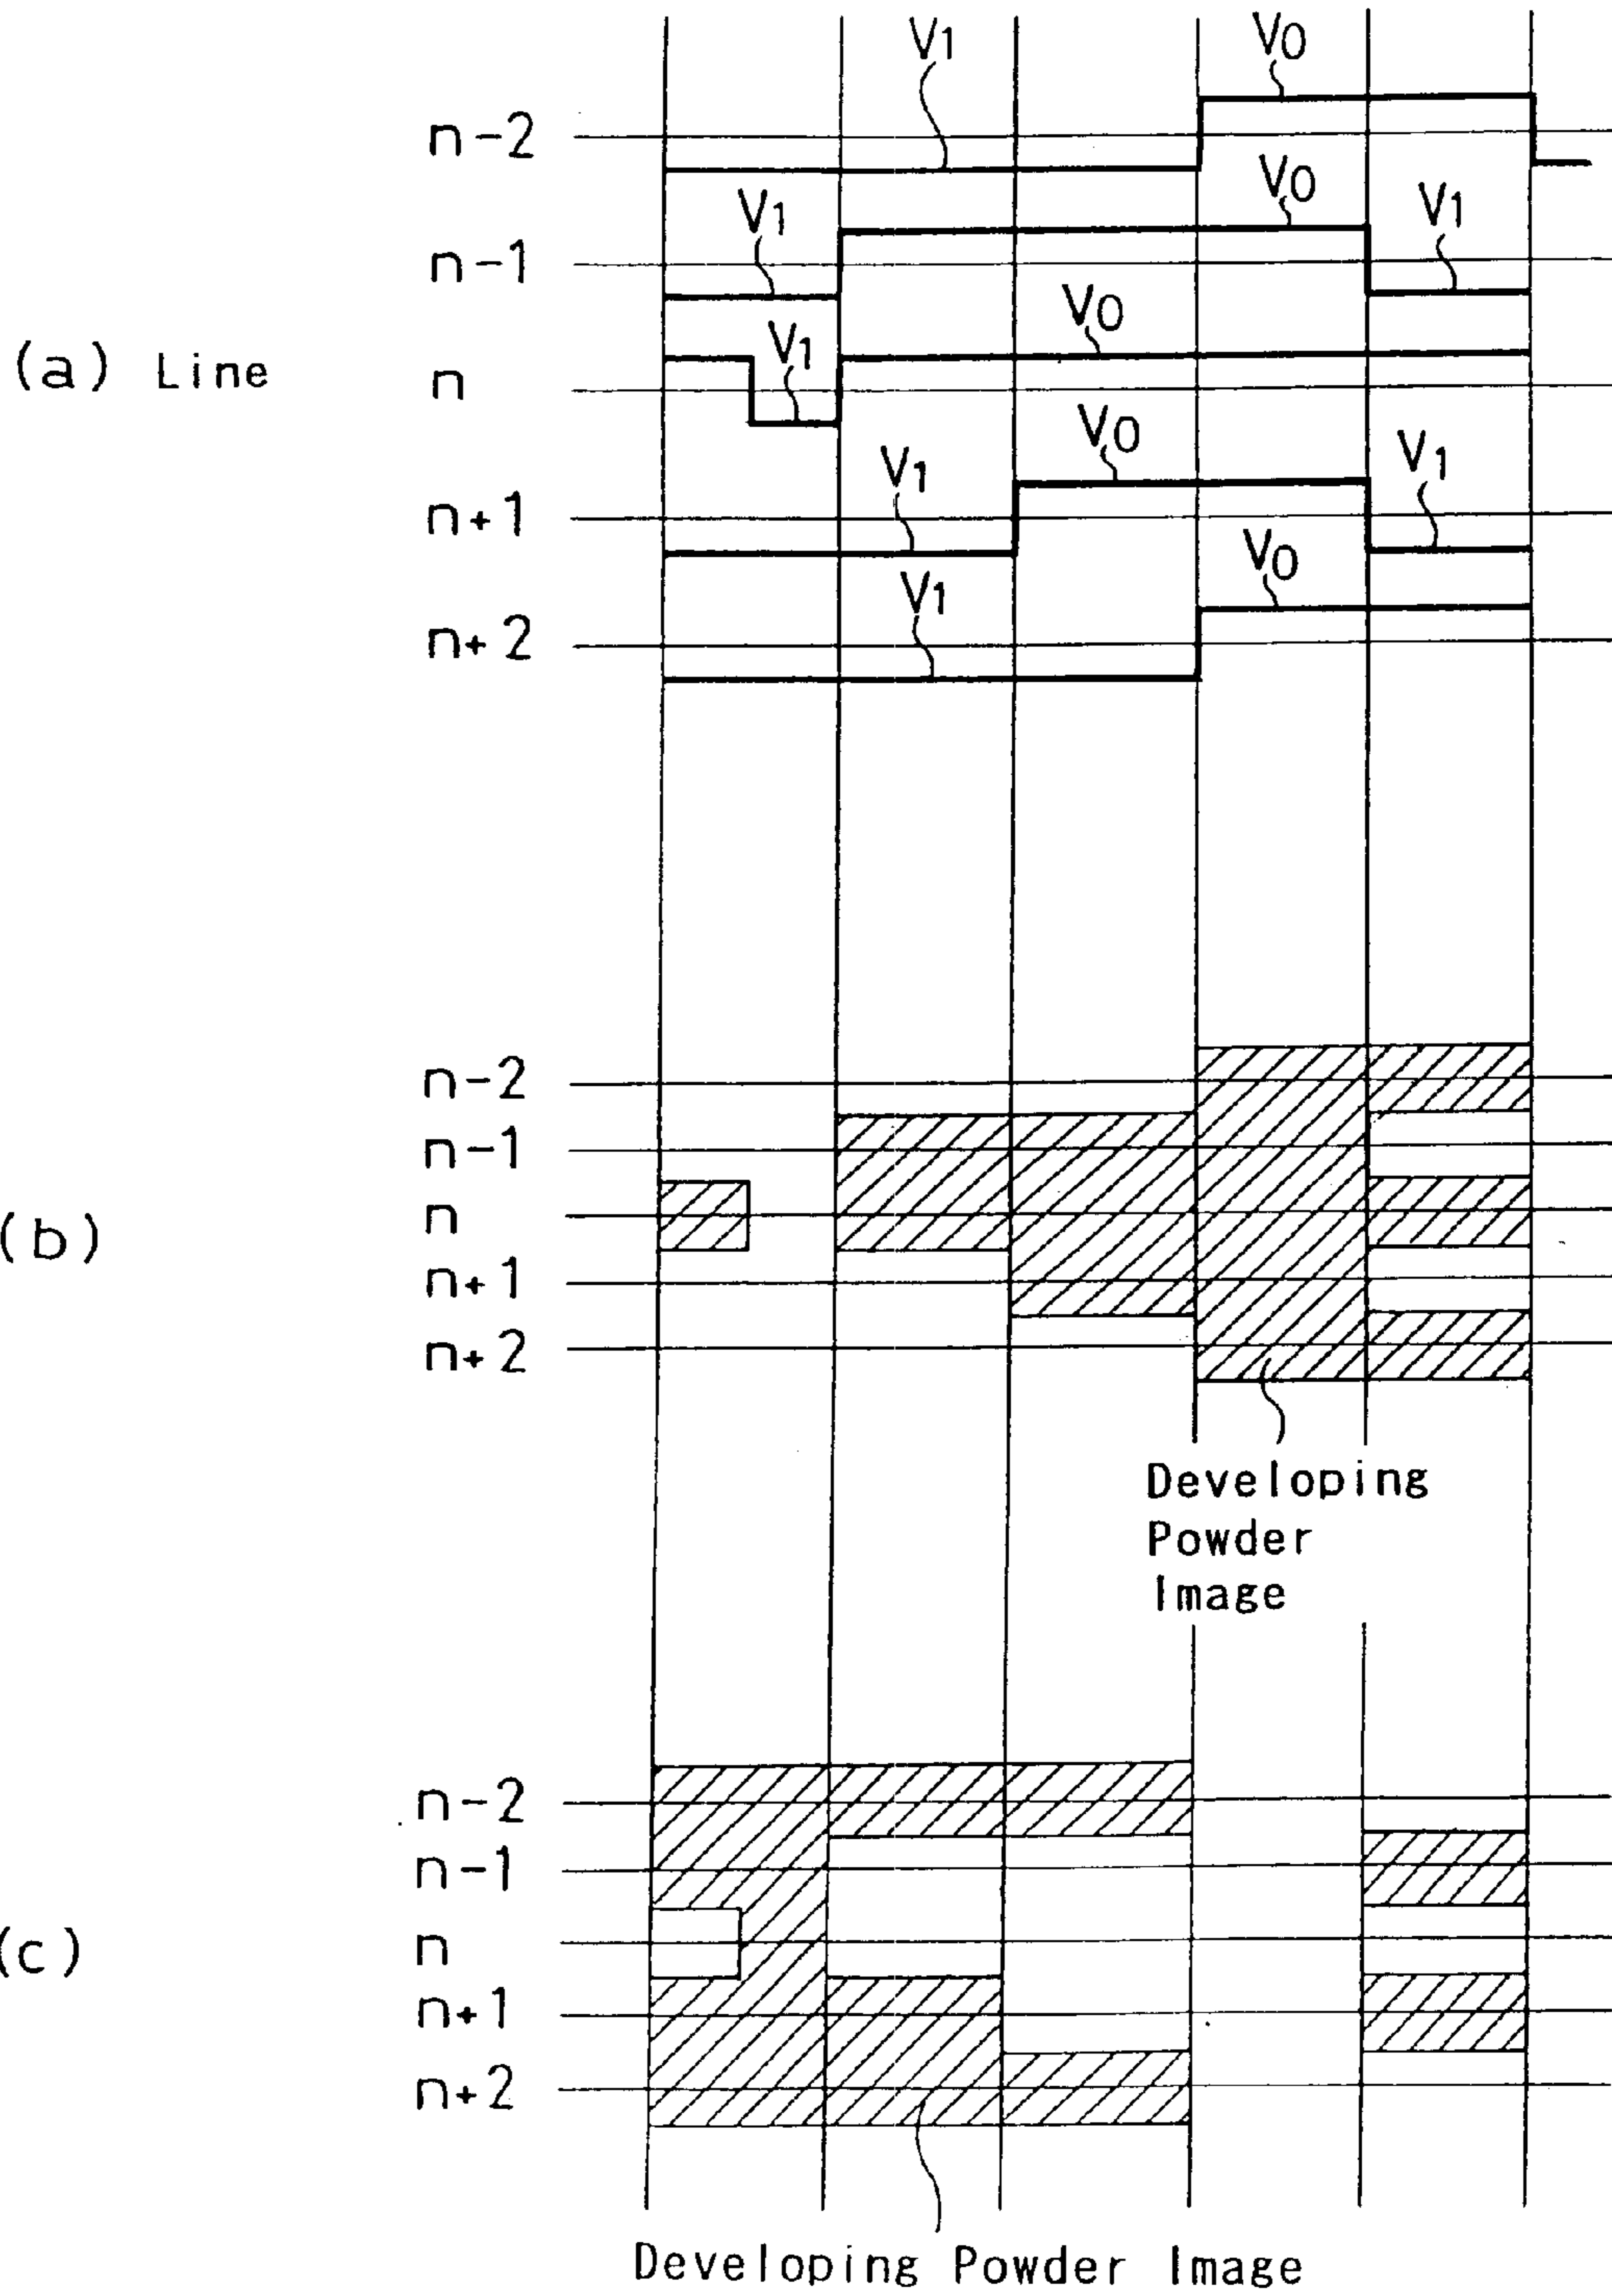 V1 V0
n-2
V0
V1 V1
n-1
V0
V1
(a) Line n
V0
V1 V1
n+1
V0
V1
n+2
n-2
n-1
(b) n
n+1
n+2
Developing
Powder
Image
n-2
n-1
(c) n
n+1
n+2
Developing Powder Image